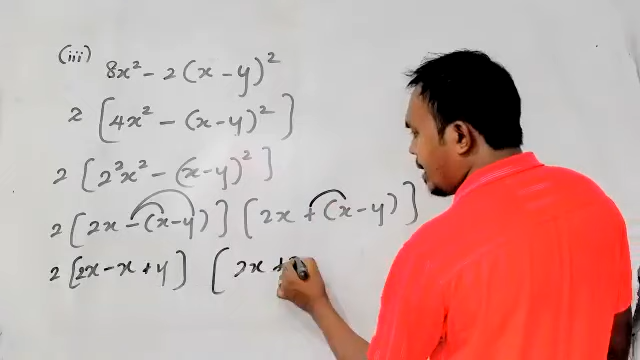 (iii) 8x² - 2(x - y)²
2 [4x² - (x - y)²]
2 [2²x² - (x - y)²]
2 [2x - (x - y)] [2x + (x - y)]
2 [2x - x + y] [2x +